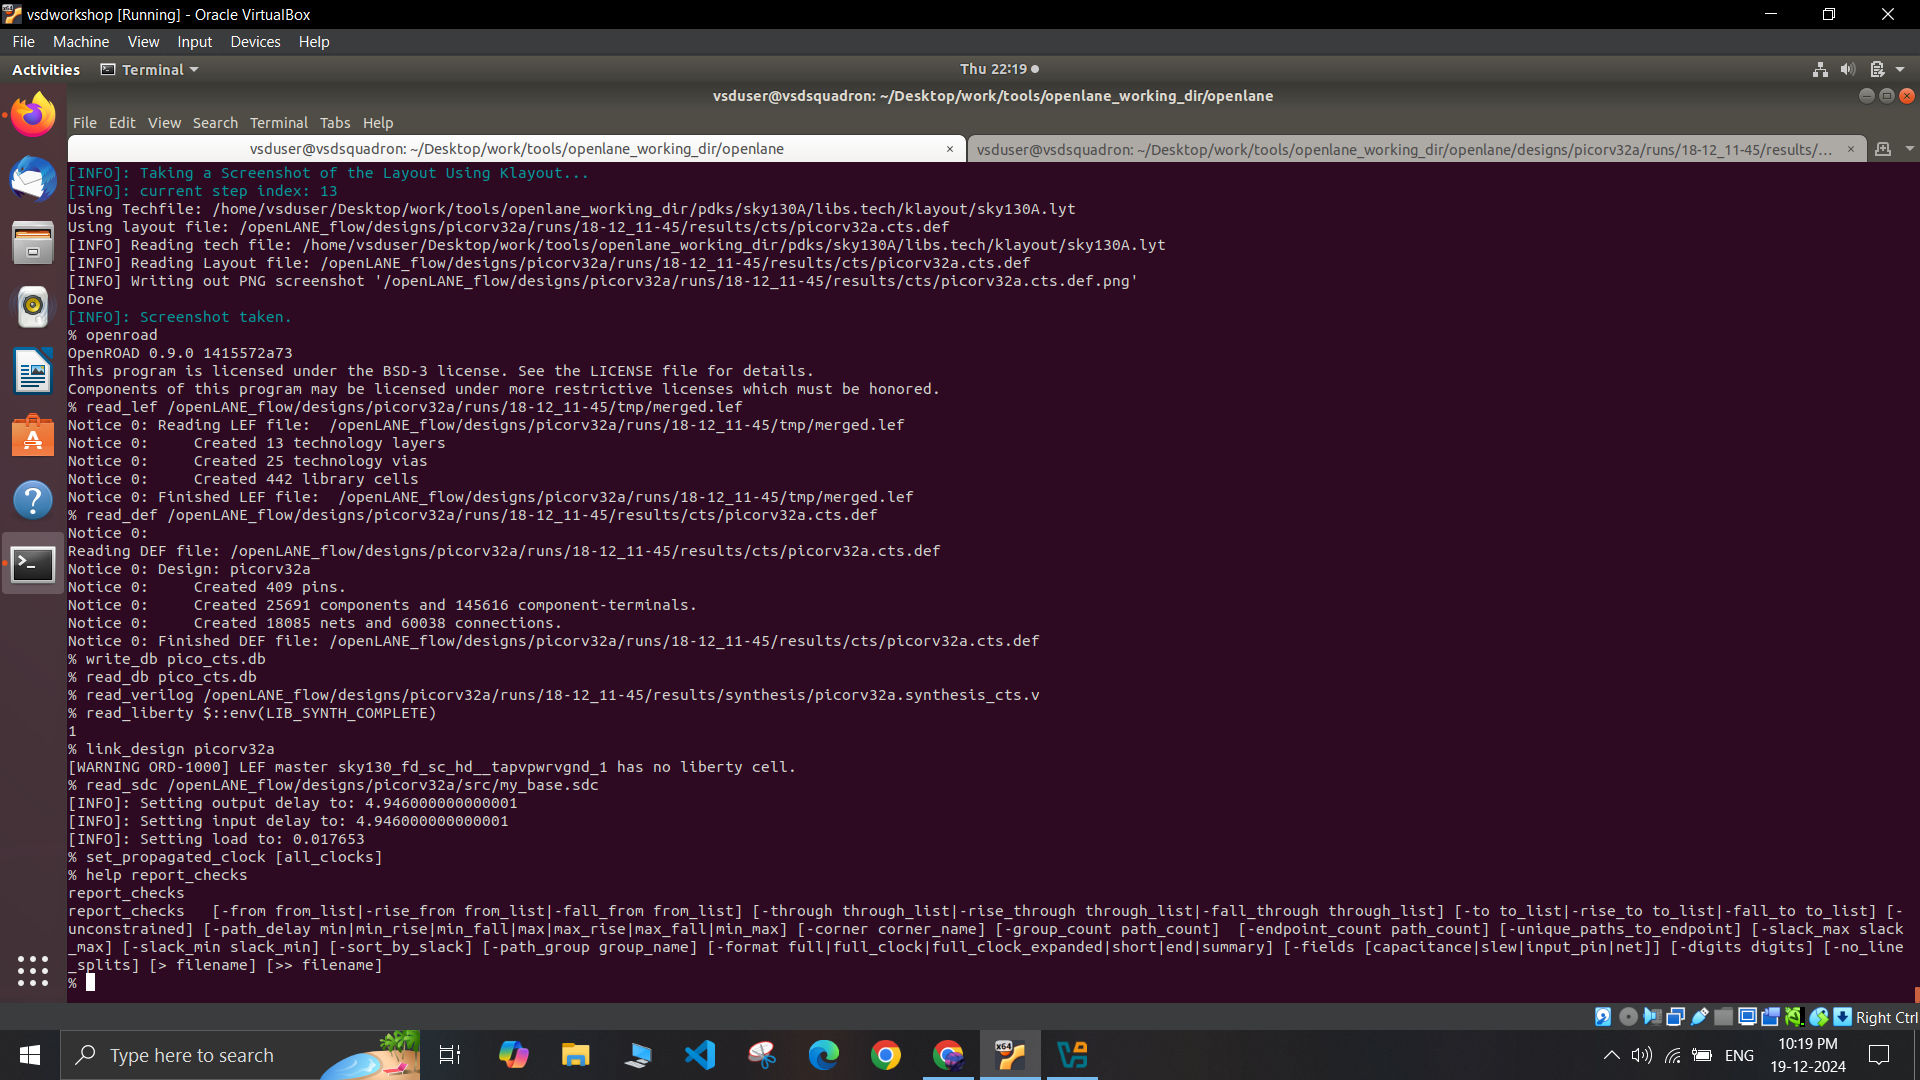 vsdworkshop [Running] - Oracle VirtualBox
File Machine View Input Devices Help
Activities Terminal Thu 22:19
vsduser@vsdsquadron: ~/Desktop/work/tools/openlane_working_dir/openlane
File Edit View Search Terminal Tabs Help
vsduser@vsdsquadron: ~/Desktop/work/tools/openlane_working_dir/openlane × vsduser@vsdsquadron: ~/Desktop/work/tools/openlane_working_dir/openlane/designs/picorv32a/runs/18-12_11-45/results/... ×
[INFO]: Taking a Screenshot of the Layout Using Klayout...
[INFO]: current step index: 13
Using Techfile: /home/vsduser/Desktop/work/tools/openlane_working_dir/pdks/sky130A/libs.tech/klayout/sky130A.lyt
Using layout file: /openLANE_flow/designs/picorv32a/runs/18-12_11-45/results/cts/picorv32a.cts.def
[INFO] Reading tech file: /home/vsduser/Desktop/work/tools/openlane_working_dir/pdks/sky130A/libs.tech/klayout/sky130A.lyt
[INFO] Reading Layout file: /openLANE_flow/designs/picorv32a/runs/18-12_11-45/results/cts/picorv32a.cts.def
[INFO] Writing out PNG screenshot '/openLANE_flow/designs/picorv32a/runs/18-12_11-45/results/cts/picorv32a.cts.def.png'
Done
[INFO]: Screenshot taken.
% openroad
OpenROAD 0.9.0 1415572a73
This program is licensed under the BSD-3 license. See the LICENSE file for details.
Components of this program may be licensed under more restrictive licenses which must be honored.
% read_lef /openLANE_flow/designs/picorv32a/runs/18-12_11-45/tmp/merged.lef
Notice 0: Reading LEF file:  /openLANE_flow/designs/picorv32a/runs/18-12_11-45/tmp/merged.lef
Notice 0:     Created 13 technology layers
Notice 0:     Created 25 technology vias
Notice 0:     Created 442 library cells
Notice 0: Finished LEF file:  /openLANE_flow/designs/picorv32a/runs/18-12_11-45/tmp/merged.lef
% read_def /openLANE_flow/designs/picorv32a/runs/18-12_11-45/results/cts/picorv32a.cts.def
Notice 0:
Reading DEF file: /openLANE_flow/designs/picorv32a/runs/18-12_11-45/results/cts/picorv32a.cts.def
Notice 0: Design: picorv32a
Notice 0:     Created 409 pins.
Notice 0:     Created 25691 components and 145616 component-terminals.
Notice 0:     Created 18085 nets and 60038 connections.
Notice 0: Finished DEF file: /openLANE_flow/designs/picorv32a/runs/18-12_11-45/results/cts/picorv32a.cts.def
% write_db pico_cts.db
% read_db pico_cts.db
% read_verilog /openLANE_flow/designs/picorv32a/runs/18-12_11-45/results/synthesis/picorv32a.synthesis_cts.v
% read_liberty $::env(LIB_SYNTH_COMPLETE)
1
% link_design picorv32a
[WARNING ORD-1000] LEF master sky130_fd_sc_hd__tapvpwrvgnd_1 has no liberty cell.
% read_sdc /openLANE_flow/designs/picorv32a/src/my_base.sdc
[INFO]: Setting output delay to: 4.946000000000001
[INFO]: Setting input delay to: 4.946000000000001
[INFO]: Setting load to: 0.017653
% set_propagated_clock [all_clocks]
% help report_checks
report_checks
report_checks   [-from from_list|-rise_from from_list|-fall_from from_list] [-through through_list|-rise_through through_list|-fall_through through_list] [-to to_list|-rise_to to_list|-fall_to to_list] [-
unconstrained] [-path_delay min|min_rise|min_fall|max|max_rise|max_fall|min_max] [-corner corner_name] [-group_count path_count]  [-endpoint_count path_count] [-unique_paths_to_endpoint] [-slack_max slack
_max] [-slack_min slack_min] [-sort_by_slack] [-path_group group_name] [-format full|full_clock|full_clock_expanded|short|end|summary] [-fields [capacitance|slew|input_pin|net]] [-digits digits] [-no_line
_splits] [> filename] [>> filename]
%
Right Ctrl
Type here to search
x64
ENG
10:19 PM
19-12-2024